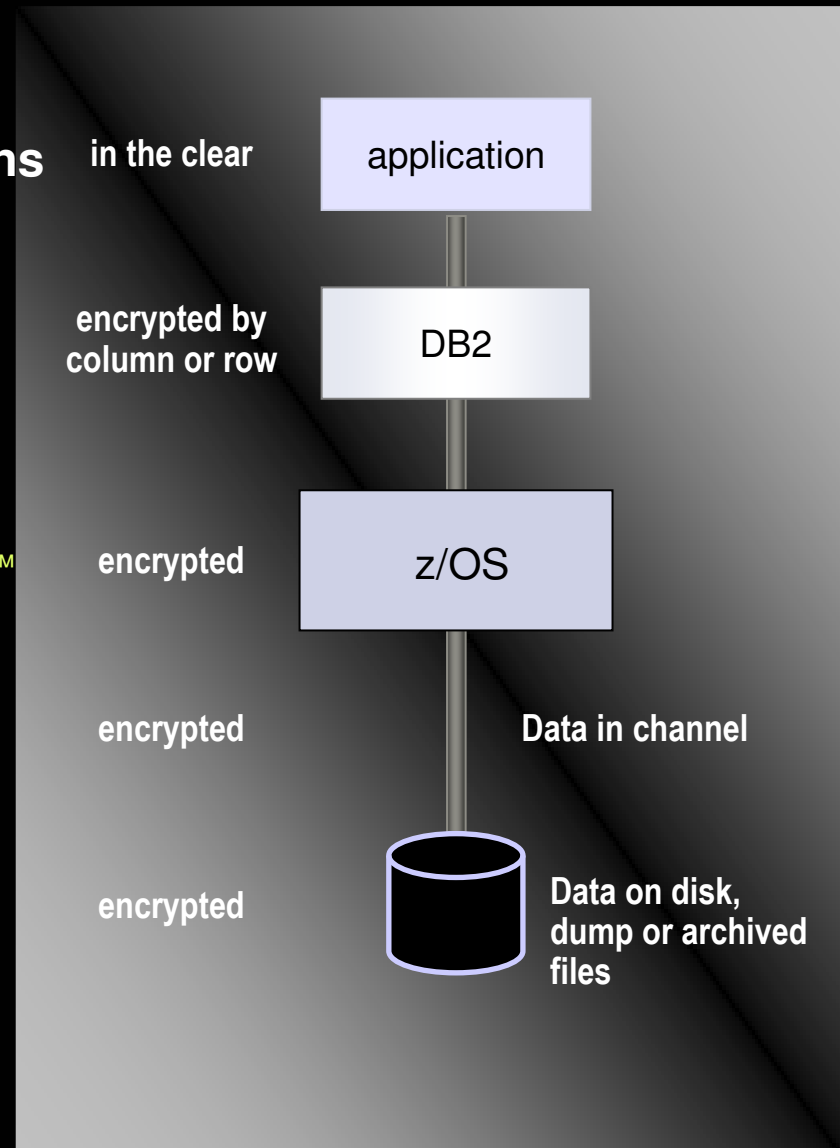 ns
in the clear
application
encrypted by
column or row
DB2
™
encrypted
z/OS
encrypted
Data in channel
encrypted
Data on disk,
dump or archived
files